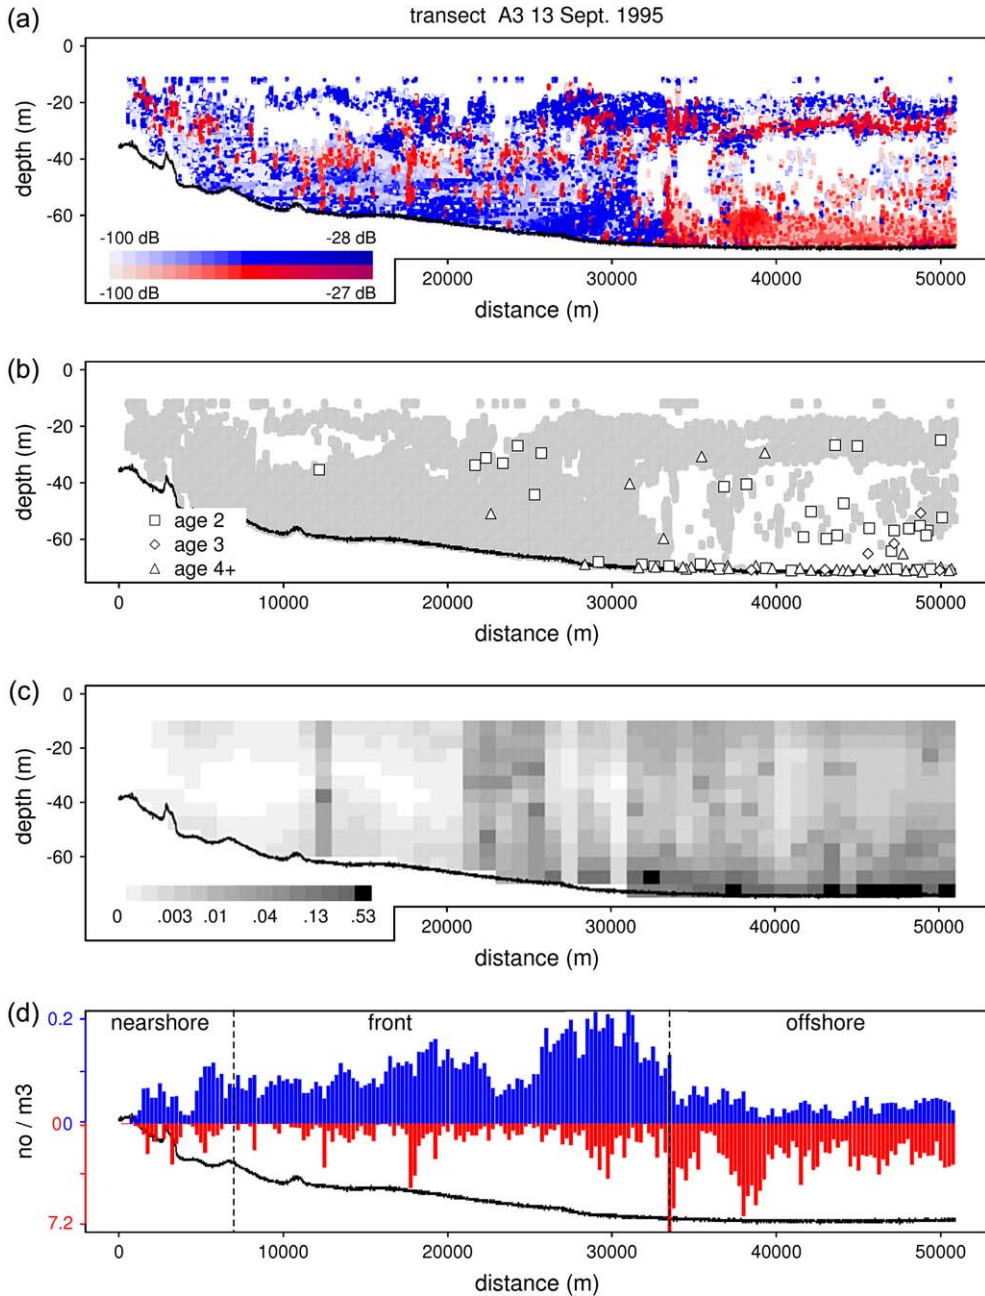 (a)
transect A3 13 Sept. 1995
0
-20
-40
-60
depth (m)
-100 dB -28 dB
-100 dB -27 dB
20000 30000 40000 50000
distance (m)
(b)
0
-20
-40
-60
depth (m)
age 2
age 3
age 4+
0 10000 20000 30000 40000 50000
distance (m)
(c)
0
-20
-40
-60
depth (m)
0 .003 .01 .04 .13 .53
20000 30000 40000 50000
distance (m)
(d)
nearshore front offshore
0.2
0.0
0
7.2
no / m3
0 10000 20000 30000 40000 50000
distance (m)